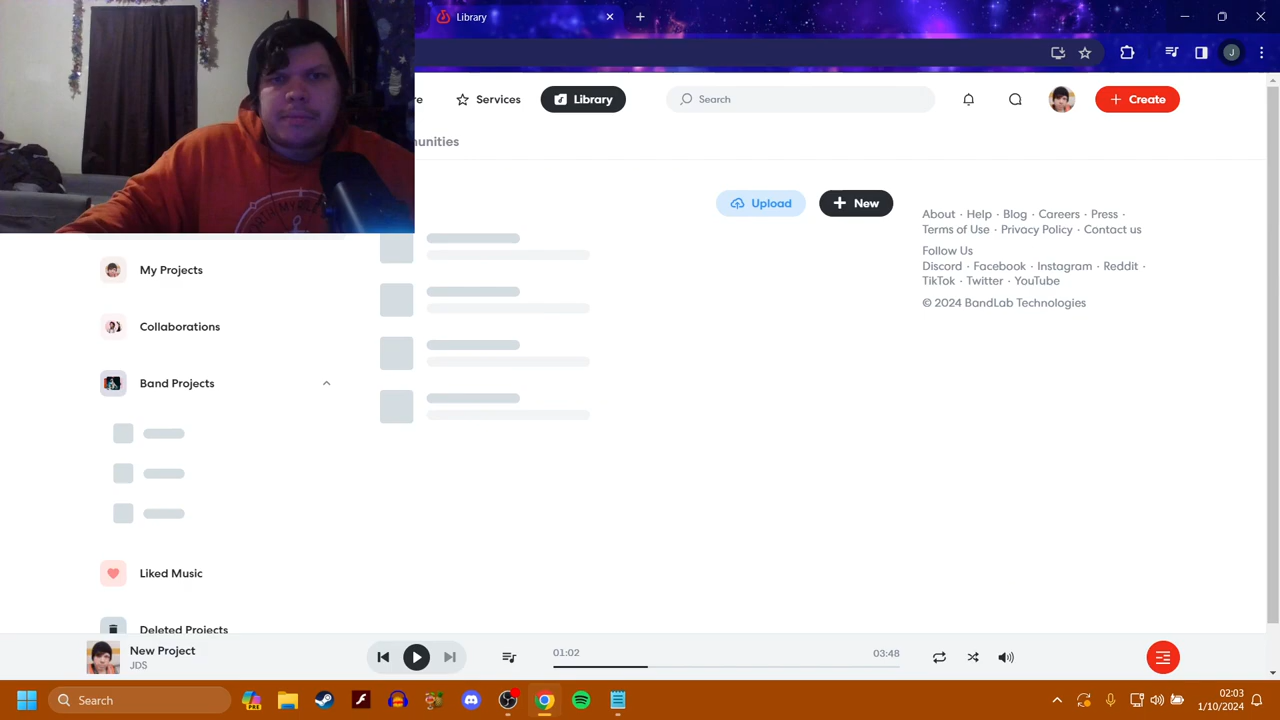 Library
Services
Library
Search
Create
J
Upload
New
About · Help · Blog · Careers · Press ·
Terms of Use · Privacy Policy · Contact us
Follow Us
Discord · Facebook · Instagram · Reddit ·
TikTok · Twitter · YouTube
© 2024 BandLab Technologies
My Projects
Collaborations
Band Projects
Liked Music
Deleted Projects
New Project
JDS
01:02
03:48
Search
PRE
02:03
1/10/2024